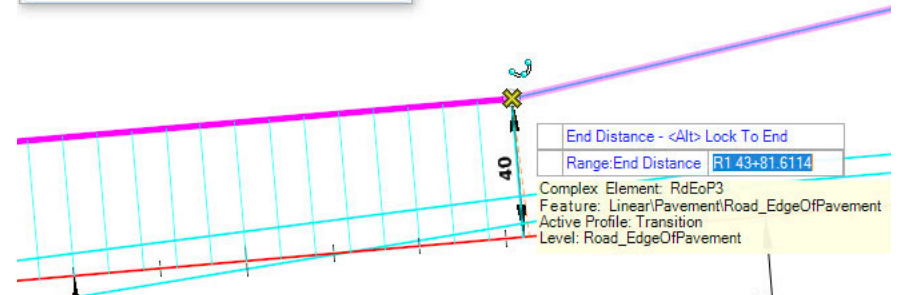 End Distance - <Alt> Lock To End
Range:End Distance R1 43+81.6114
40
Complex Element: RdEoP3
Feature: Linear\Pavement\Road_EdgeOfPavement
Active Profile: Transition
Level: Road_EdgeOfPavement